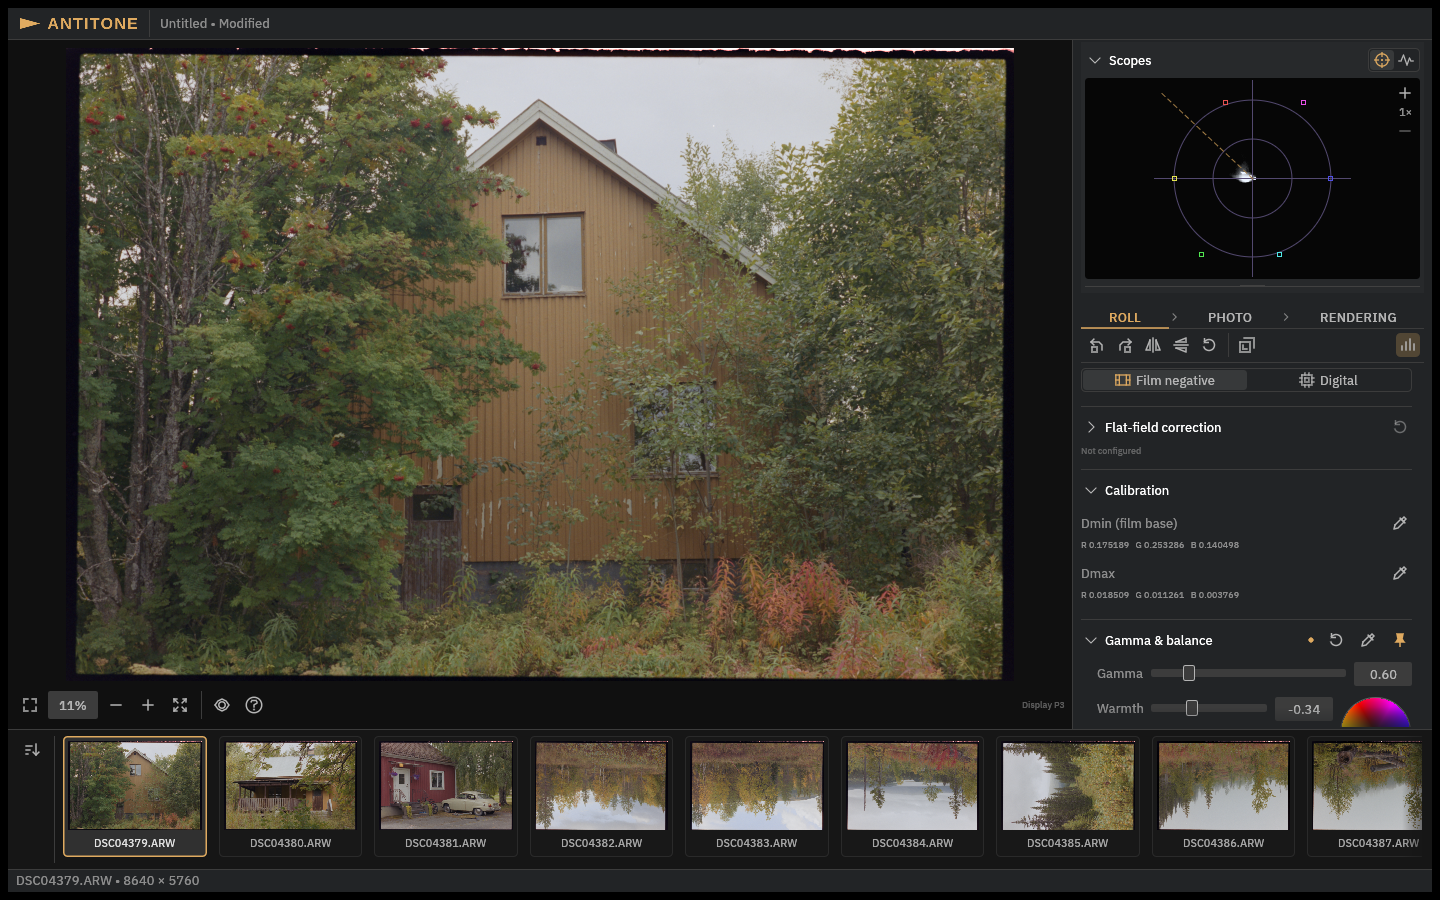 ANTITONE
Untitled • Modified
Scopes
1×
ROLL
PHOTO
RENDERING
Film negative
Digital
Flat-field correction
Not configured
Calibration
Dmin (film base)
R 0.175189 G 0.253286 B 0.140498
Dmax
R 0.018509 G 0.011261 B 0.003769
Gamma & balance
Gamma
0.60
Warmth
-0.34
11%
Display P3
DSC04379.ARW
DSC04380.ARW
DSC04381.ARW
DSC04382.ARW
DSC04383.ARW
DSC04384.ARW
DSC04385.ARW
DSC04386.ARW
DSC04387.ARW
DSC04379.ARW • 8640 × 5760